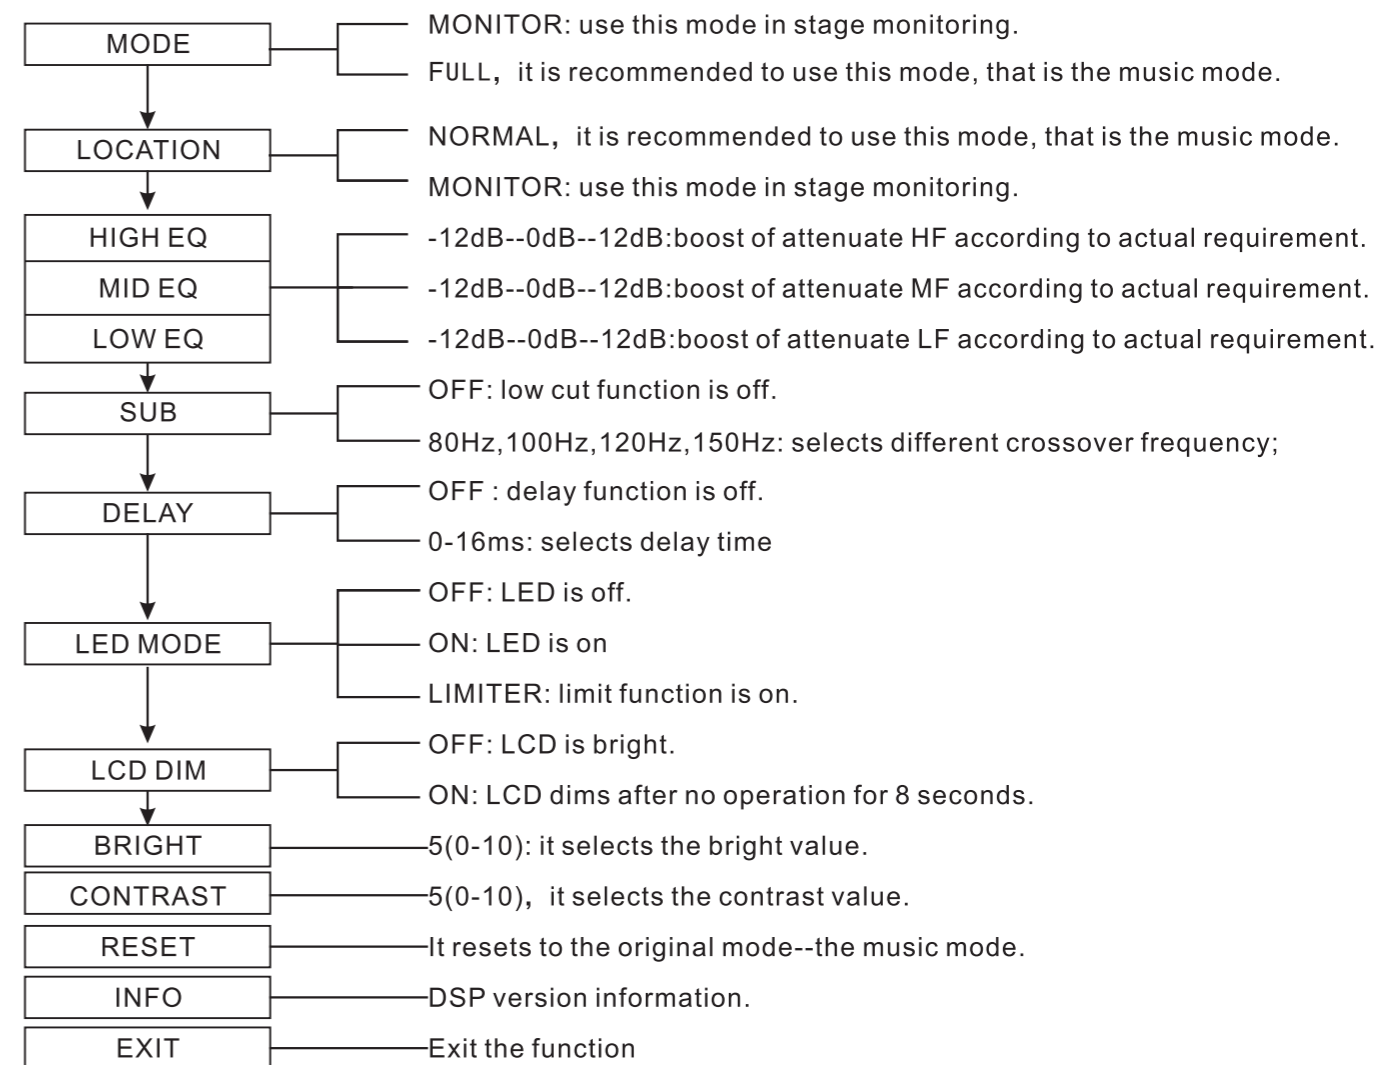 MODE
MONITOR: use this mode in stage monitoring.
FULL，it is recommended to use this mode, that is the music mode.
LOCATION
NORMAL，it is recommended to use this mode, that is the music mode.
MONITOR: use this mode in stage monitoring.
HIGH EQ
-12dB--0dB--12dB:boost of attenuate HF according to actual requirement.
MID EQ
-12dB--0dB--12dB:boost of attenuate MF according to actual requirement.
LOW EQ
-12dB--0dB--12dB:boost of attenuate LF according to actual requirement.
SUB
OFF: low cut function is off.
80Hz,100Hz,120Hz,150Hz: selects different crossover frequency;
DELAY
OFF : delay function is off.
0-16ms: selects delay time
LED MODE
OFF: LED is off.
ON: LED is on
LIMITER: limit function is on.
LCD DIM
OFF: LCD is bright.
ON: LCD dims after no operation for 8 seconds.
BRIGHT
5(0-10): it selects the bright value.
CONTRAST
5(0-10)，it selects the contrast value.
RESET
It resets to the original mode--the music mode.
INFO
DSP version information.
EXIT
Exit the function